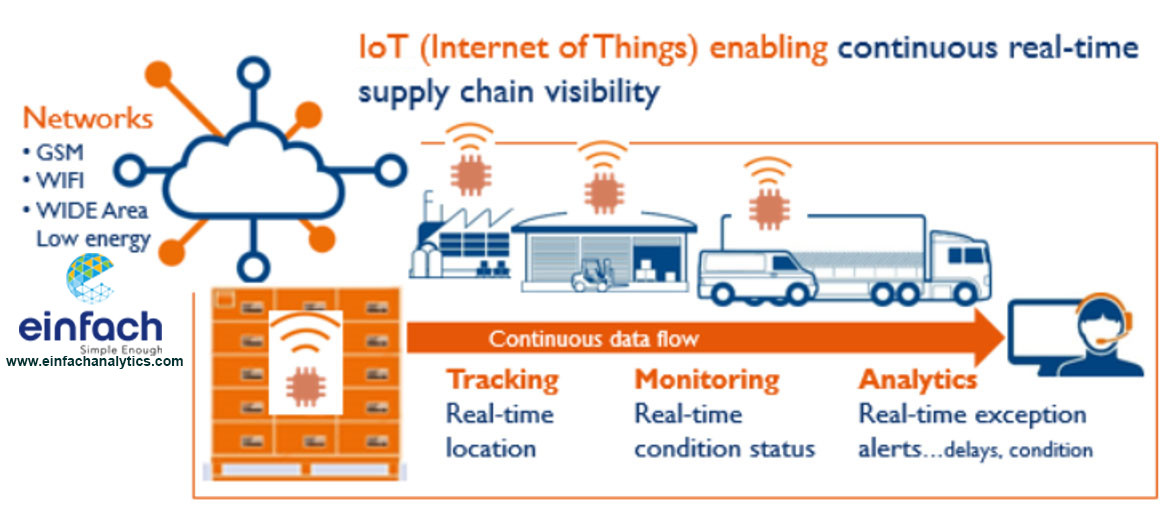 IoT (Internet of Things) enabling continuous real-time
supply chain visibility
Networks
• GSM
• WIFI
• WIDE Area
Low energy
einfach
Simple Enough
www.einfachanalytics.com
Continuous data flow
Tracking
Real-time
location
Monitoring
Real-time
condition status
Analytics
Real-time exception
alerts...delays, condition